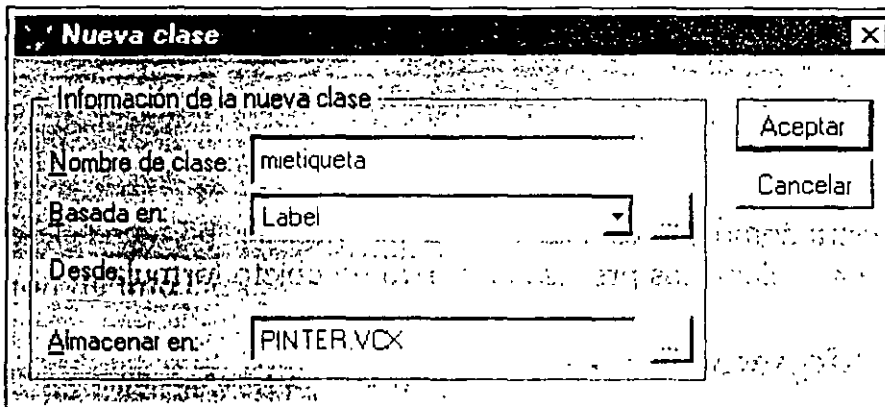 Nueva clase
Información de la nueva clase
Nombre de clase: mietiqueta
Basada en: Label ...
Desde:
Almacenar en: PINTER.VCX ...
Aceptar
Cancelar